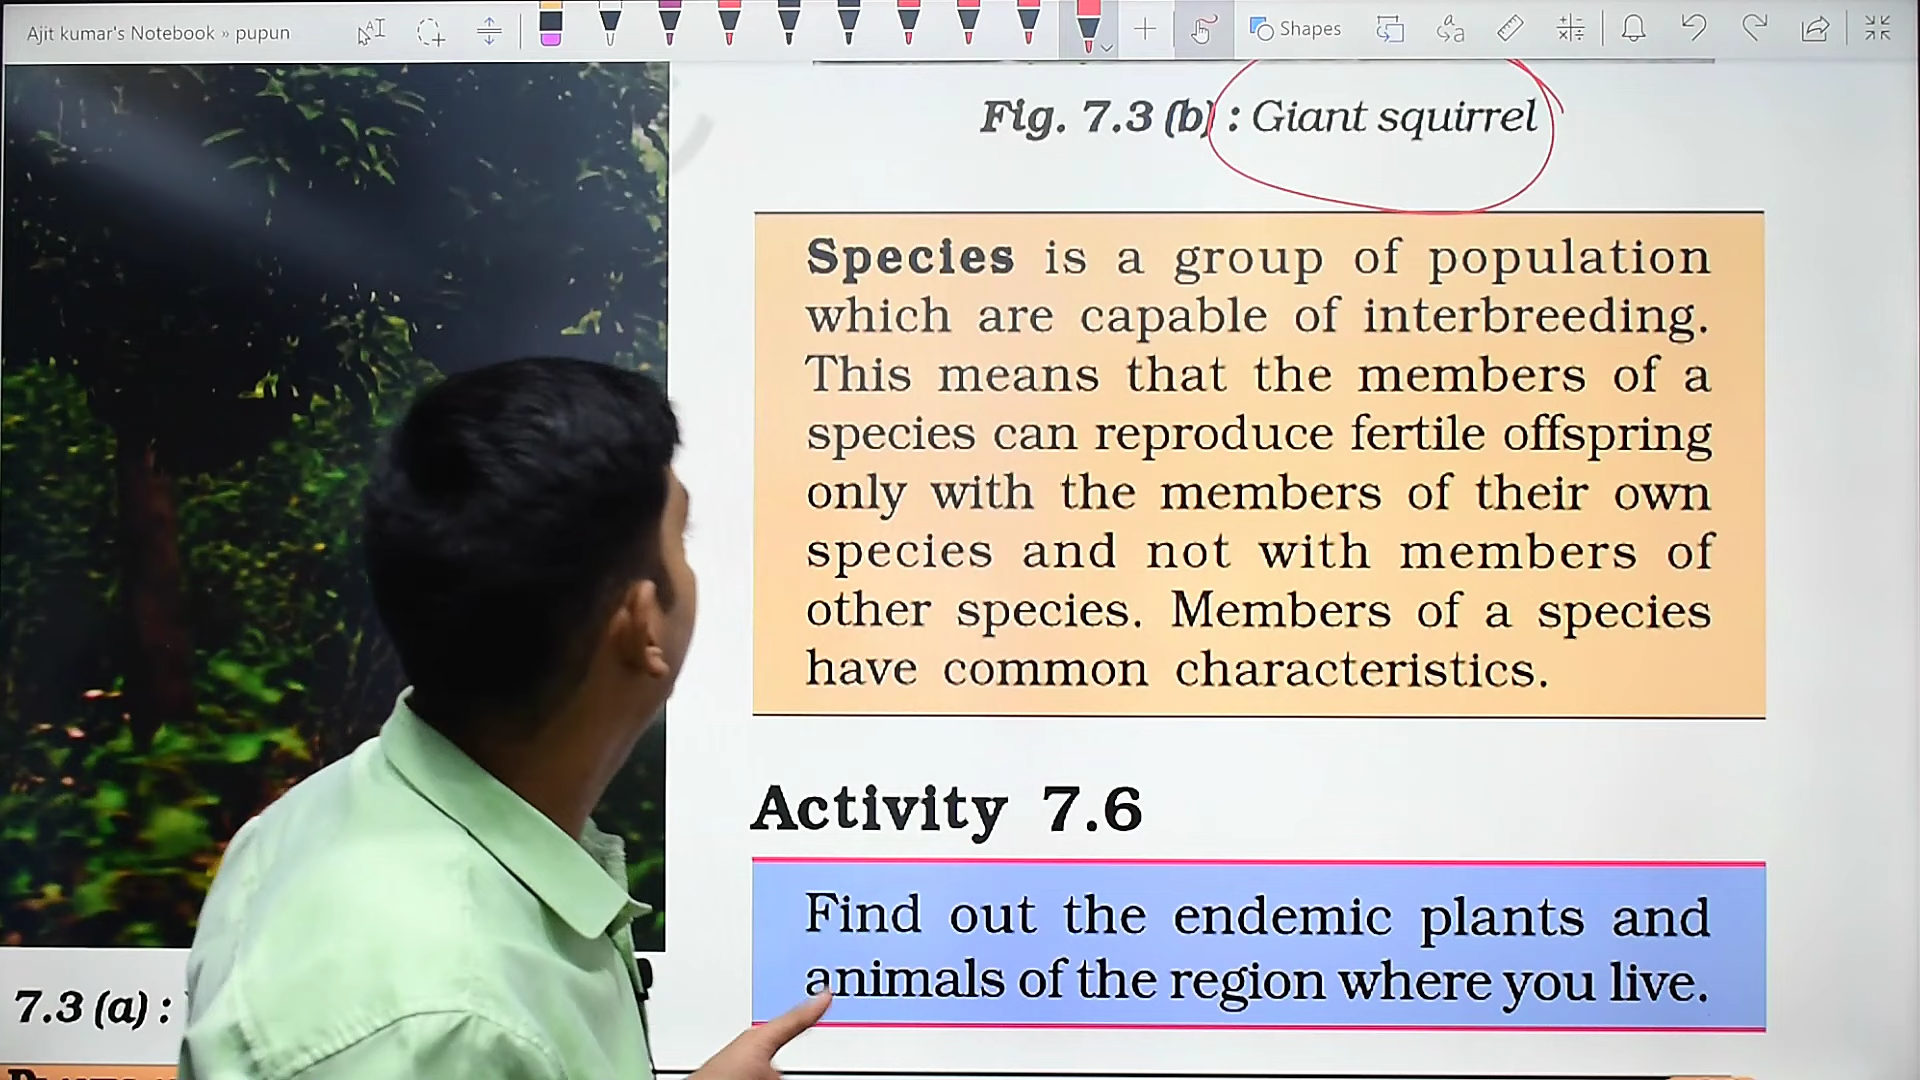 Ajit kumar's Notebook » pupun
Shapes
Fig. 7.3 (b) : Giant squirrel
Species is a group of population
which are capable of interbreeding.
This means that the members of a
species can reproduce fertile offspring
only with the members of their own
species and not with members of
other species. Members of a species
have common characteristics.
Activity 7.6
Find out the endemic plants and
animals of the region where you live.
7.3 (a) :